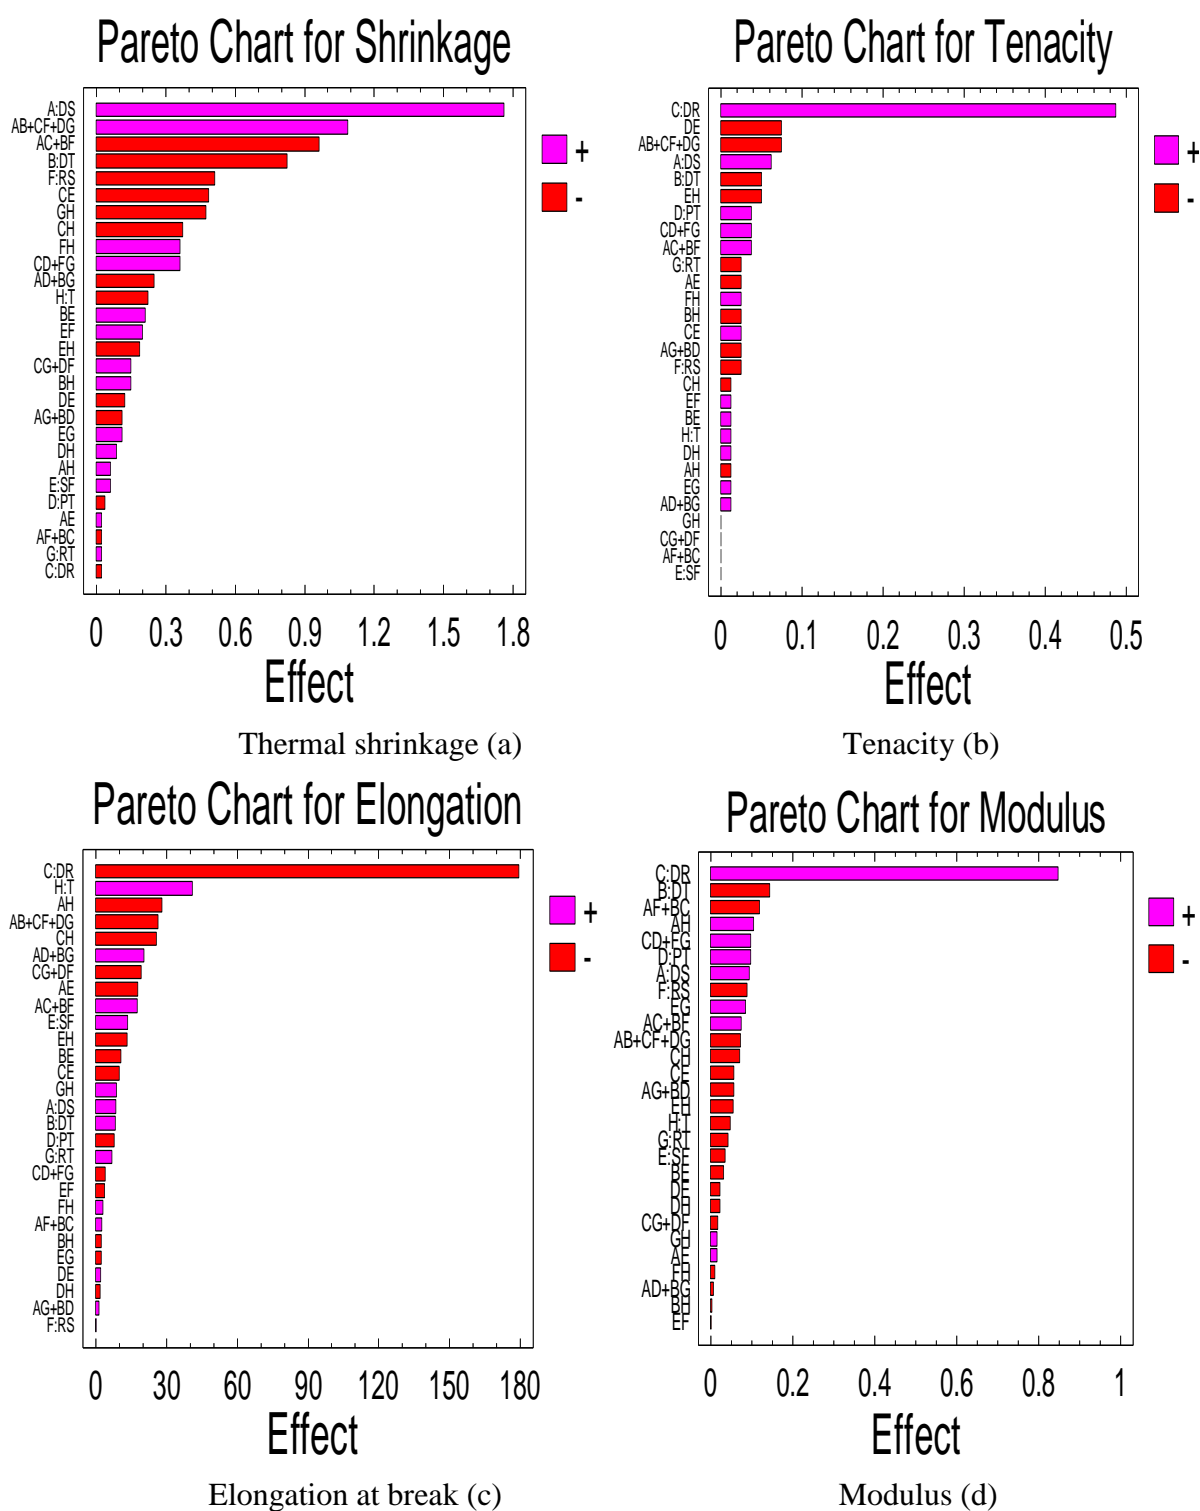 Pareto Chart for Shrinkage
A:DS
AB+CF+DG
AC+BF
B:DT
F:RS
CE
GH
CH
FH
CD+FG
AD+BG
H:T
BE
EF
EH
CG+DF
BH
DE
AG+BD
EG
DH
AH
E:SF
D:PT
AE
AF+BC
G:RT
C:DR
+
-
0 0.3 0.6 0.9 1.2 1.5 1.8
Effect
Thermal shrinkage (a)
Pareto Chart for Tenacity
C:DR
DE
AB+CF+DG
A:DS
B:DT
EH
D:PT
CD+FG
AC+BF
G:RT
AE
FH
BH
CE
AG+BD
F:RS
CH
EF
BE
H:T
DH
AH
EG
AD+BG
GH
CG+DF
AF+BC
E:SF
+
-
0 0.1 0.2 0.3 0.4 0.5
Effect
Tenacity (b)
Pareto Chart for Elongation
C:DR
H:T
AH
AB+CF+DG
CH
AD+BG
CG+DF
AE
AC+BF
E:SF
EH
BE
CE
GH
A:DS
B:DT
D:PT
G:RT
CD+FG
EF
FH
AF+BC
BH
EG
DE
DH
AG+BD
F:RS
+
-
0 30 60 90 120 150 180
Effect
Elongation at break (c)
Pareto Chart for Modulus
C:DR
B:DT
AF+BC
AH
CD+FG
D:PT
A:DS
F:RS
EG
AC+BF
AB+CF+DG
CH
CE
AG+BD
EH
H:T
G:RT
E:SF
BE
DE
DH
CG+DF
GH
AE
FH
AD+BG
BH
EF
+
-
0 0.2 0.4 0.6 0.8 1
Effect
Modulus (d)